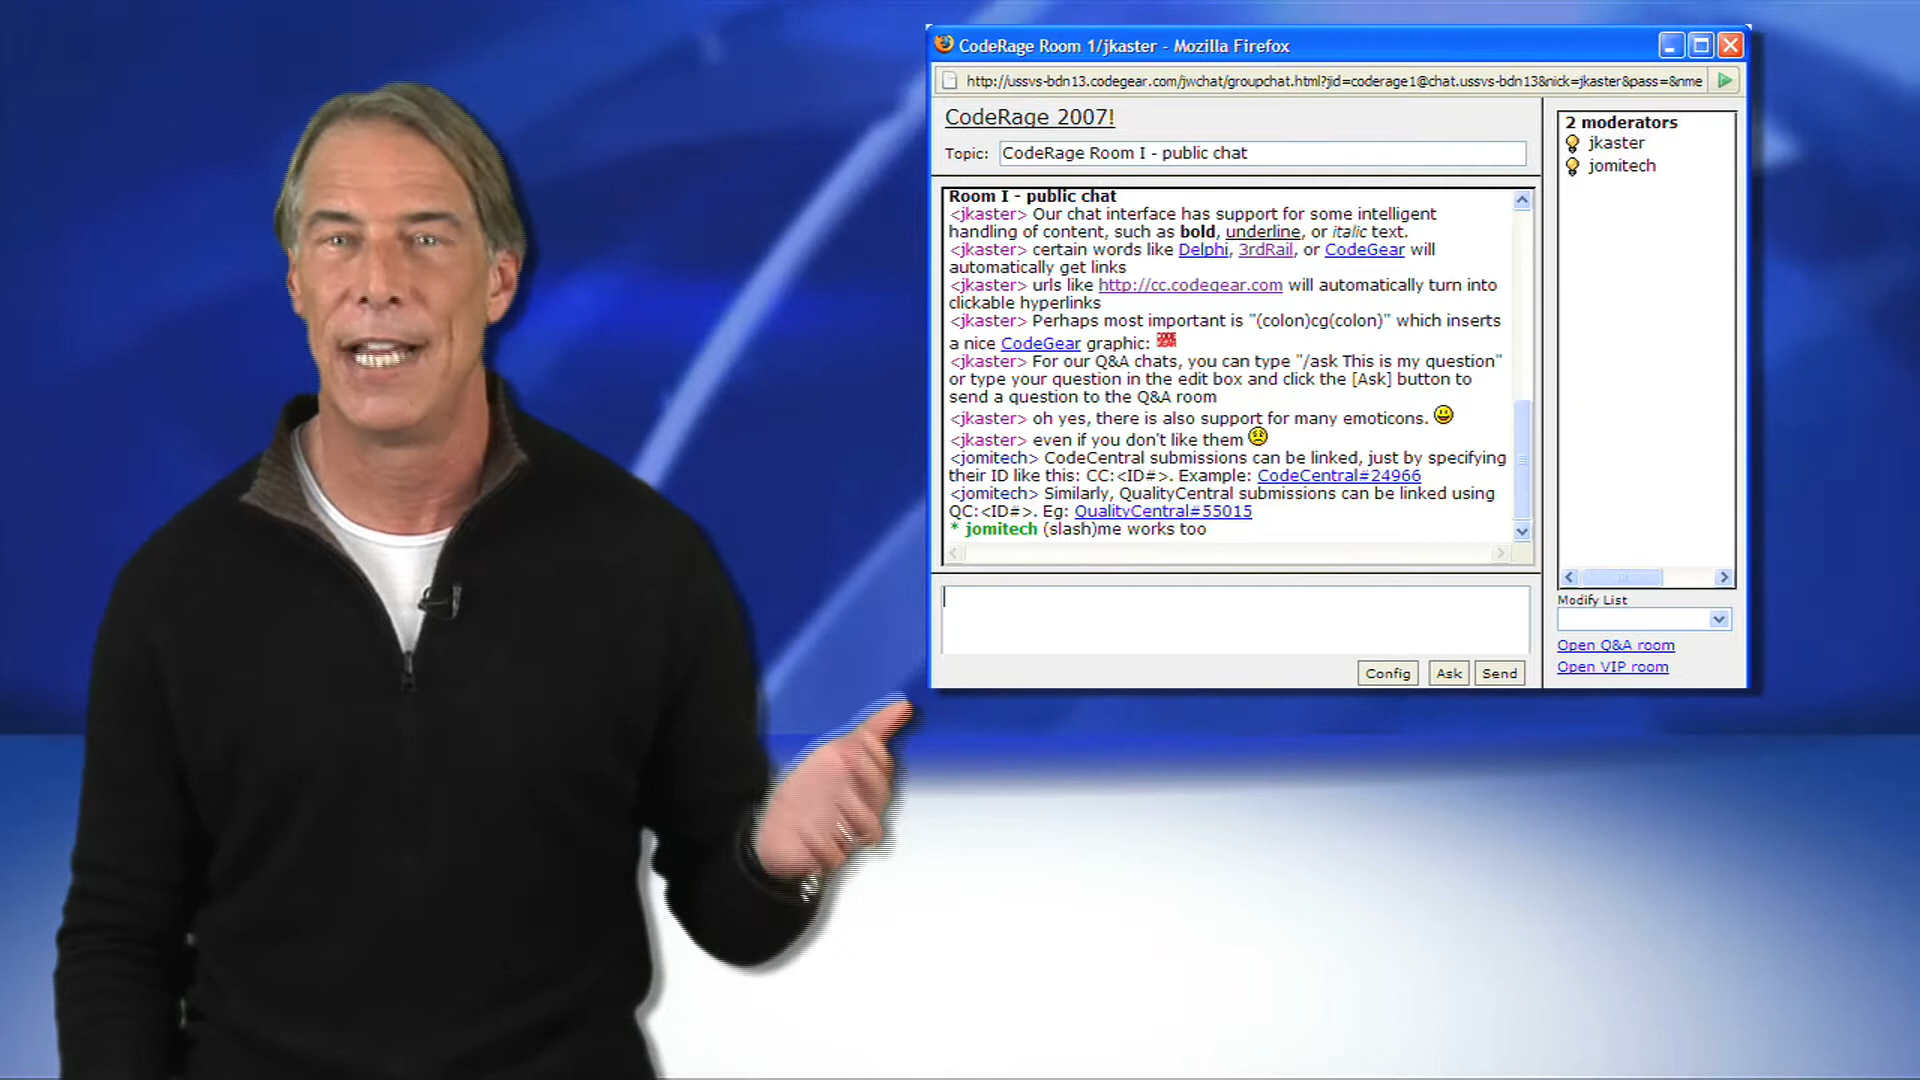 CodeRage Room 1/jkaster - Mozilla Firefox
http://ussvs-bdn13.codegear.com/jwchat/groupchat.html?jid=coderage1@chat.ussvs-bdn13&nick=jkaster&pass=&nme
CodeRage 2007!
Topic: CodeRage Room I - public chat
Room I - public chat
<jkaster> Our chat interface has support for some intelligent
handling of content, such as bold, underline, or italic text.
<jkaster> certain words like Delphi, 3rdRail, or CodeGear will
automatically get links
<jkaster> urls like http://cc.codegear.com will automatically turn into
clickable hyperlinks
<jkaster> Perhaps most important is "(colon)cg(colon)" which inserts
a nice CodeGear graphic:
<jkaster> For our Q&A chats, you can type "/ask This is my question"
or type your question in the edit box and click the [Ask] button to
send a question to the Q&A room
<jkaster> oh yes, there is also support for many emoticons.
<jkaster> even if you don't like them
<jomitech> CodeCentral submissions can be linked, just by specifying
their ID like this: CC:<ID#>. Example: CodeCentral#24966
<jomitech> Similarly, QualityCentral submissions can be linked using
QC:<ID#>. Eg: QualityCentral#55015
* jomitech (slash)me works too
Config Ask Send
2 moderators
jkaster
jomitech
Modify List
Open Q&A room
Open VIP room